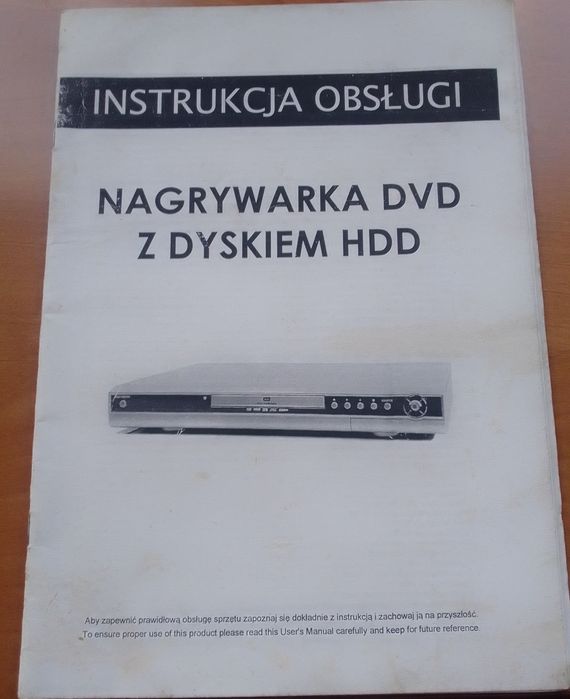 INSTRUKCJA OBSŁUGI
NAGRYWARKA DVD
Z DYSKIEM HDD
Aby zapewnić prawidłową obsługę sprzętu zapoznaj się dokładnie z instrukcją i zachowaj ją na przyszłość.
To ensure proper use of this product please read this User's Manual carefully and keep for future reference.